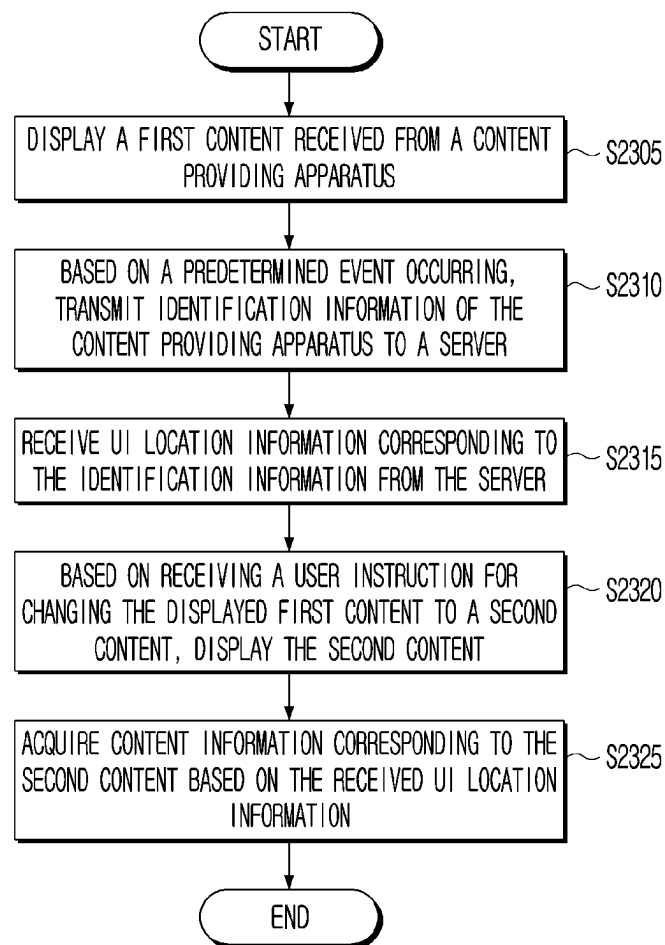 START
DISPLAY A FIRST CONTENT RECEIVED FROM A CONTENT
PROVIDING APPARATUS
S2305
BASED ON A PREDETERMINED EVENT OCCURRING,
TRANSMIT IDENTIFICATION INFORMATION OF THE
CONTENT PROVIDING APPARATUS TO A SERVER
S2310
RECEIVE UI LOCATION INFORMATION CORRESPONDING TO
THE IDENTIFICATION INFORMATION FROM THE SERVER
S2315
BASED ON RECEIVING A USER INSTRUCTION FOR
CHANGING THE DISPLAYED FIRST CONTENT TO A SECOND
CONTENT, DISPLAY THE SECOND CONTENT
S2320
ACQUIRE CONTENT INFORMATION CORRESPONDING TO THE
SECOND CONTENT BASED ON THE RECEIVED UI LOCATION
INFORMATION
S2325
END